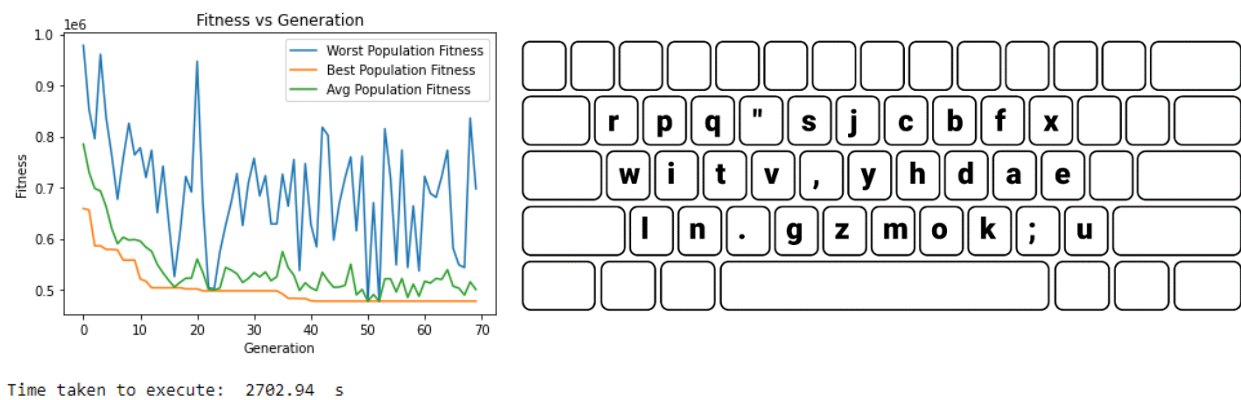 Fitness vs Generation
1e6
1.0
0.9
0.8
0.7
0.6
0.5
Fitness
Worst Population Fitness
Best Population Fitness
Avg Population Fitness
0 10 20 30 40 50 60 70
Generation
r p q " s j c b f x
w i t v , y h d a e
l n . g z m o k ; u
Time taken to execute: 2702.94 s